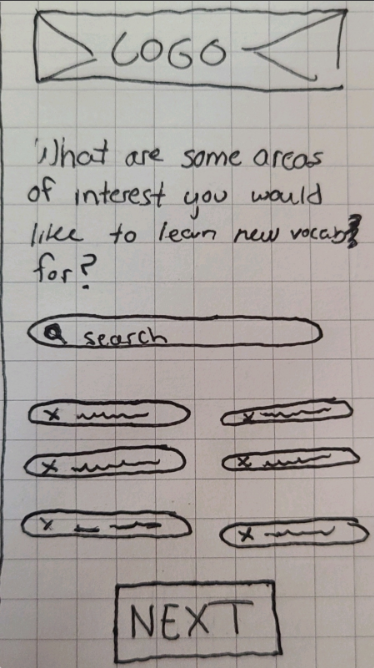 LOGO
What are some areas
of interest you would
like to learn new vocab
for?
search
x
x
x
x
x
x
NEXT